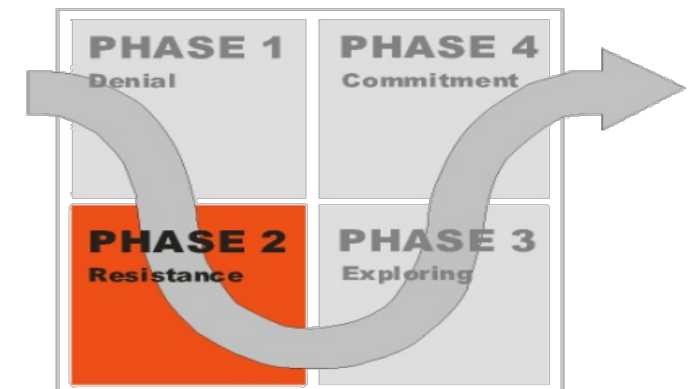 PHASE 1
Denial
PHASE 4
Commitment
PHASE 2
Resistance
PHASE 3
Exploring